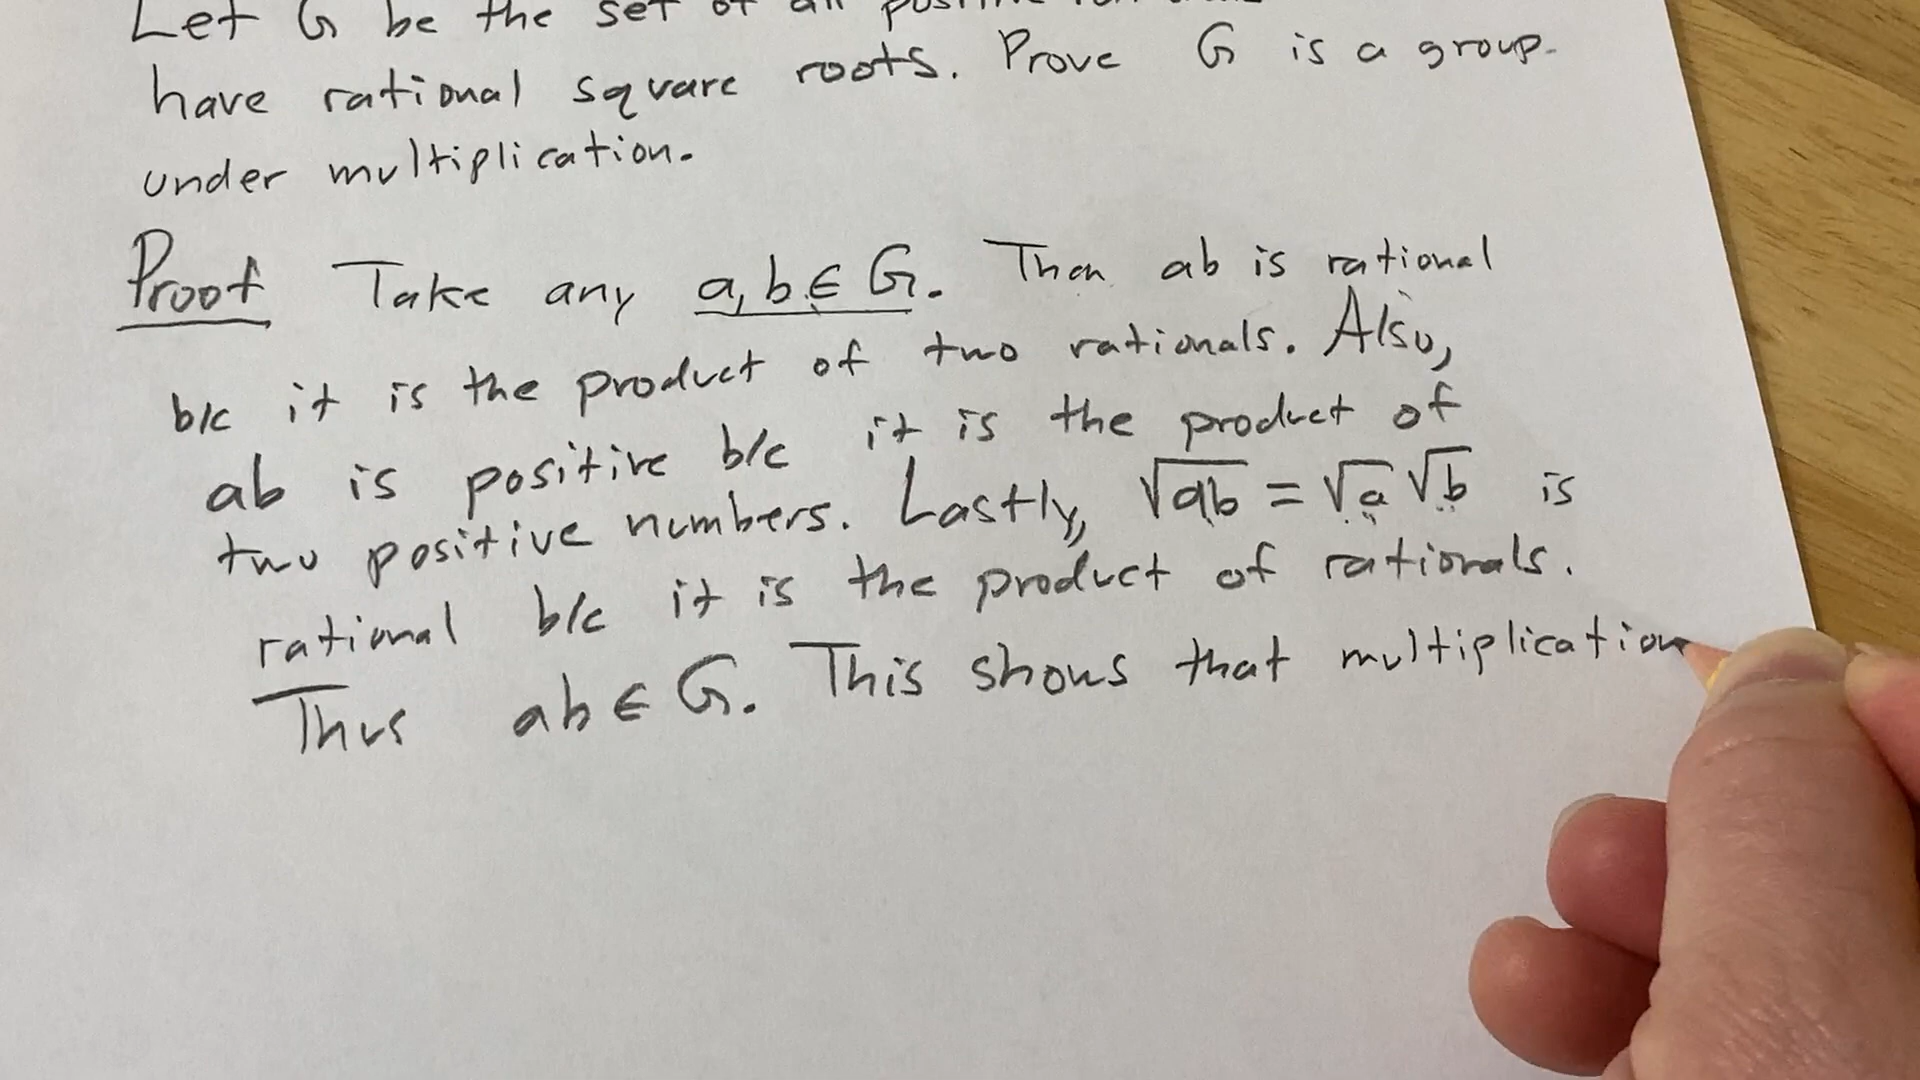 Let G be the set of all
have rational square roots. Prove G is a group
under multiplication.
Proof Take any a, b ∈ G. Then ab is rational
b/c it is the product of two rationals. Also,
ab is positive b/c it is the product of
two positive numbers. Lastly, √ab = √a √b is
rational b/c it is the product of rationals.
Thus ab ∈ G. This shows that multiplication